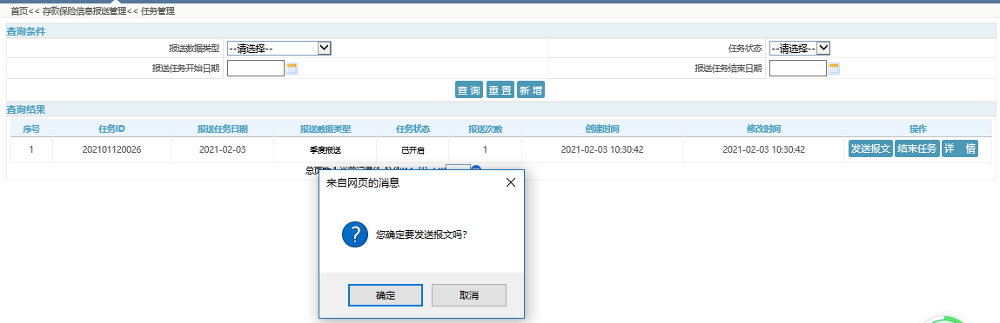 首页<< 存款保险信息报送管理<< 任务管理
查询条件
报送数据类型 --请选择-- 任务状态 --请选择--
报送任务开始日期 报送任务结束日期
查 询 重 置 新 增
查询结果
序号 任务ID 报送任务日期 报送数据类型 任务状态 报送次数 创建时间 修改时间 操作
1 202101120026 2021-02-03 季度报送 已开启 1 2021-02-03 10:30:42 2021-02-03 10:30:42 发送报文 结束任务 详 情
来自网页的消息
您确定要发送报文吗?
确定 取消